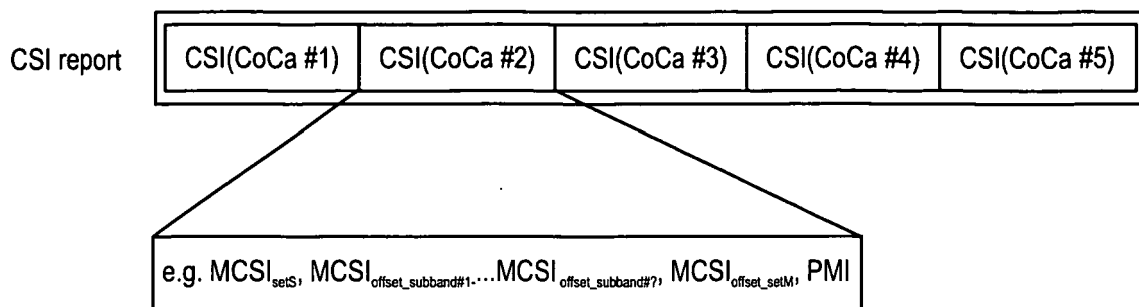 CSI report CSI(CoCa #1) CSI(CoCa #2) CSI(CoCa #3) CSI(CoCa #4) CSI(CoCa #5)
e.g. MCSIsetS, MCSIoffset_subband#1....MCSIoffset_subband#?, MCSIoffset_setM, PMI